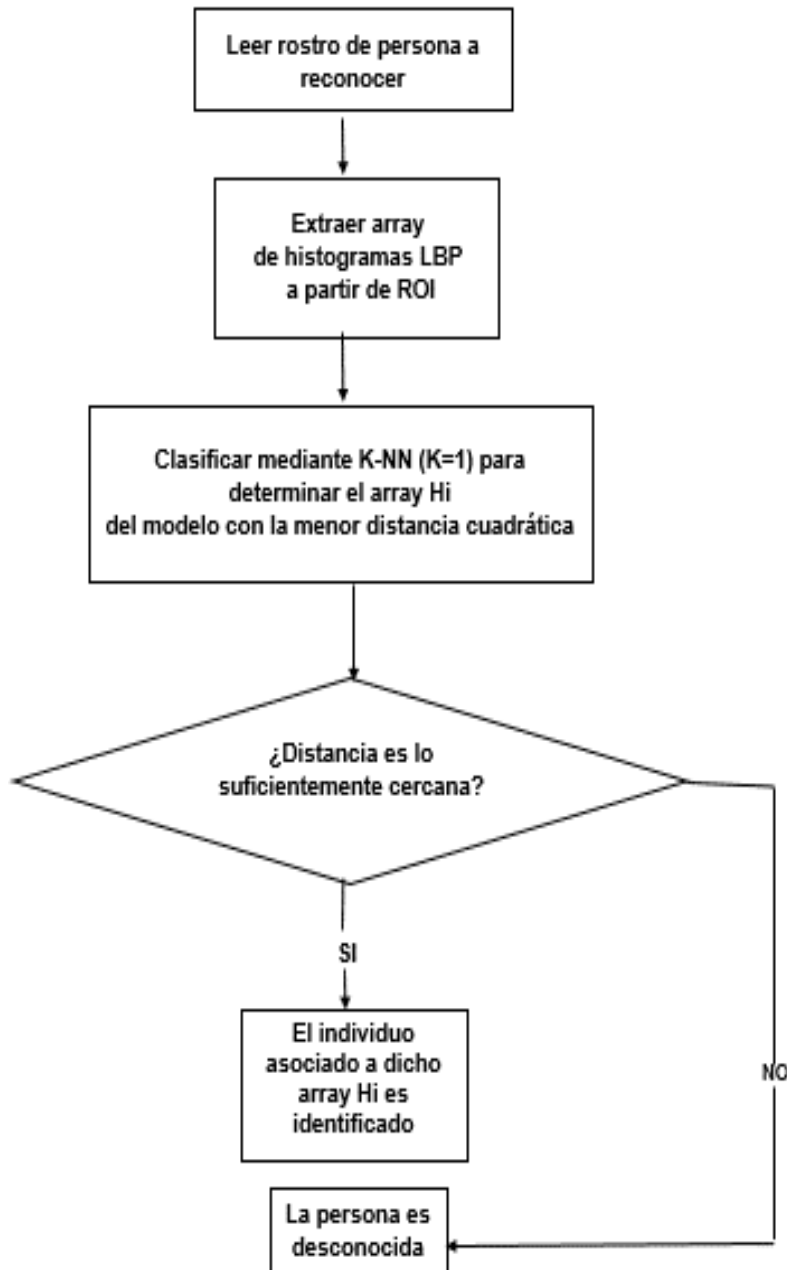 Leer rostro de persona a
reconocer
Extraer array
de histogramas LBP
a partir de ROI
Clasificar mediante K-NN (K=1) para
determinar el array Hi
del modelo con la menor distancia cuadrática
¿Distancia es lo
suficientemente cercana?
SI
El individuo
asociado a dicho
array Hi es
identificado
NO
La persona es
desconocida